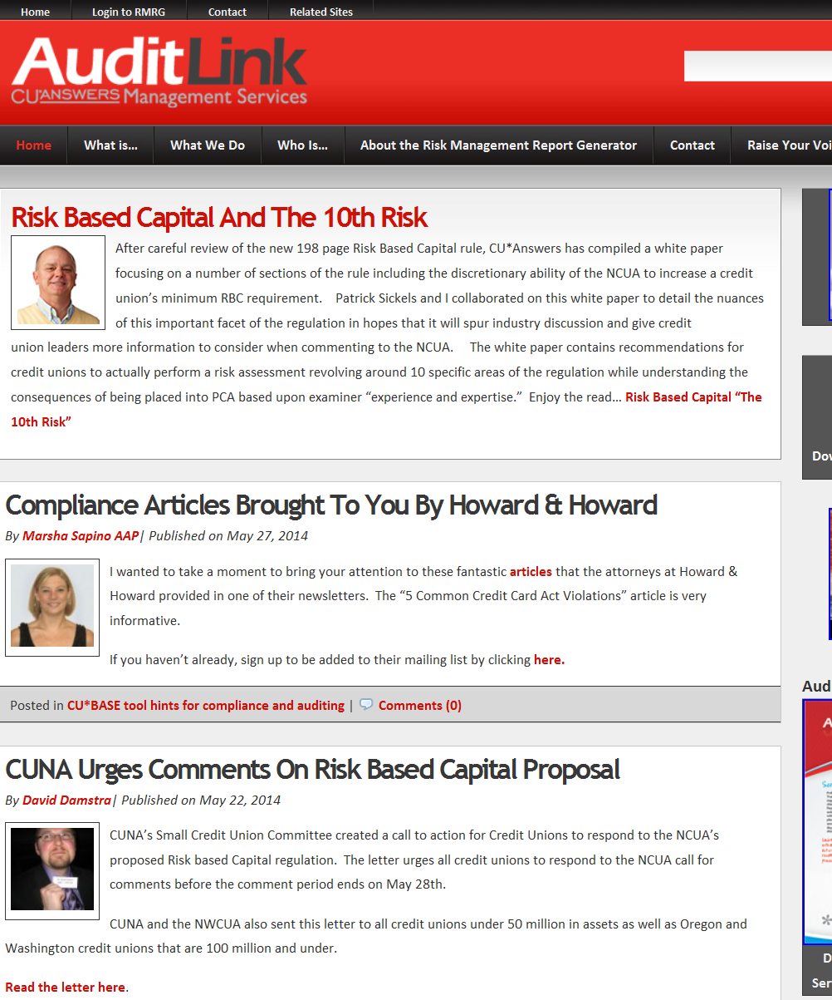 Home Login to RMRG Contact Related Sites
AuditLink
CU*ANSWERS Management Services
Home What is... What We Do Who Is... About the Risk Management Report Generator Contact Raise Your
Risk Based Capital And The 10th Risk
After careful review of the new 198 page Risk Based Capital rule, CU*Answers has compiled a white paper
focusing on a number of sections of the rule including the discretionary ability of the NCUA to increase a credit
union’s minimum RBC requirement. Patrick Sickels and I collaborated on this white paper to detail the nuances
of this important facet of the regulation in hopes that it will spur industry discussion and give credit
union leaders more information to consider when commenting to the NCUA. The white paper contains recommendations for
credit unions to actually perform a risk assessment revolving around 10 specific areas of the regulation while understanding the
consequences of being placed into PCA based upon examiner “experience and expertise.” Enjoy the read... Risk Based Capital “The
10th Risk”
Compliance Articles Brought To You By Howard & Howard
By Marsha Sapino AAP| Published on May 27, 2014
I wanted to take a moment to bring your attention to these fantastic articles that the attorneys at Howard &
Howard provided in one of their newsletters. The “5 Common Credit Card Act Violations” article is very
informative.
If you haven’t already, sign up to be added to their mailing list by clicking here.
Posted in CU*BASE tool hints for compliance and auditing | Comments (0)
CUNA Urges Comments On Risk Based Capital Proposal
By David Damstra| Published on May 22, 2014
CUNA’s Small Credit Union Committee created a call to action for Credit Unions to respond to the NCUA’s
proposed Risk based Capital regulation. The letter urges all credit unions to respond to the NCUA call for
comments before the comment period ends on May 28th.
CUNA and the NWCUA also sent this letter to all credit unions under 50 million in assets as well as Oregon and
Washington credit unions that are 100 million and under.
Read the letter here.